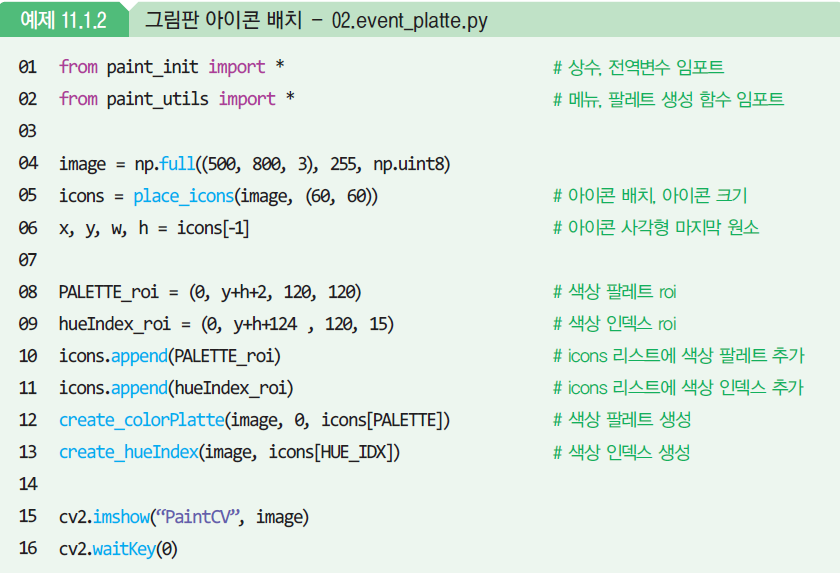 예제 11.1.2 그림판 아이콘 배치 - 02.event_platte.py
01 from paint_init import * # 상수, 전역변수 임포트
02 from paint_utils import * # 메뉴, 팔레트 생성 함수 임포트
03
04 image = np.full((500, 800, 3), 255, np.uint8)
05 icons = place_icons(image, (60, 60)) # 아이콘 배치, 아이콘 크기
06 x, y, w, h = icons[-1] # 아이콘 사각형 마지막 원소
07
08 PALETTE_roi = (0, y+h+2, 120, 120) # 색상 팔레트 roi
09 hueIndex_roi = (0, y+h+124 , 120, 15) # 색상 인덱스 roi
10 icons.append(PALETTE_roi) # icons 리스트에 색상 팔레트 추가
11 icons.append(hueIndex_roi) # icons 리스트에 색상 인덱스 추가
12 create_colorPlatte(image, 0, icons[PALETTE]) # 색상 팔레트 생성
13 create_hueIndex(image, icons[HUE_IDX]) # 색상 인덱스 생성
14
15 cv2.imshow(“PaintCV”, image)
16 cv2.waitKey(0)